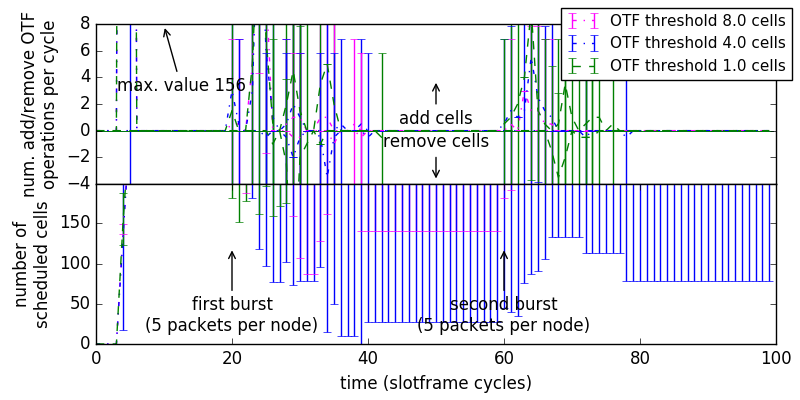 OTF threshold 8.0 cells
OTF threshold 4.0 cells
OTF threshold 1.0 cells
num. add/remove OTF
operations per cycle
8
6
4
2
0
−2
−4
max. value 156
add cells
remove cells
number of
scheduled cells
150
100
50
0
first burst
(5 packets per node)
second burst
(5 packets per node)
0 20 40 60 80 100
time (slotframe cycles)